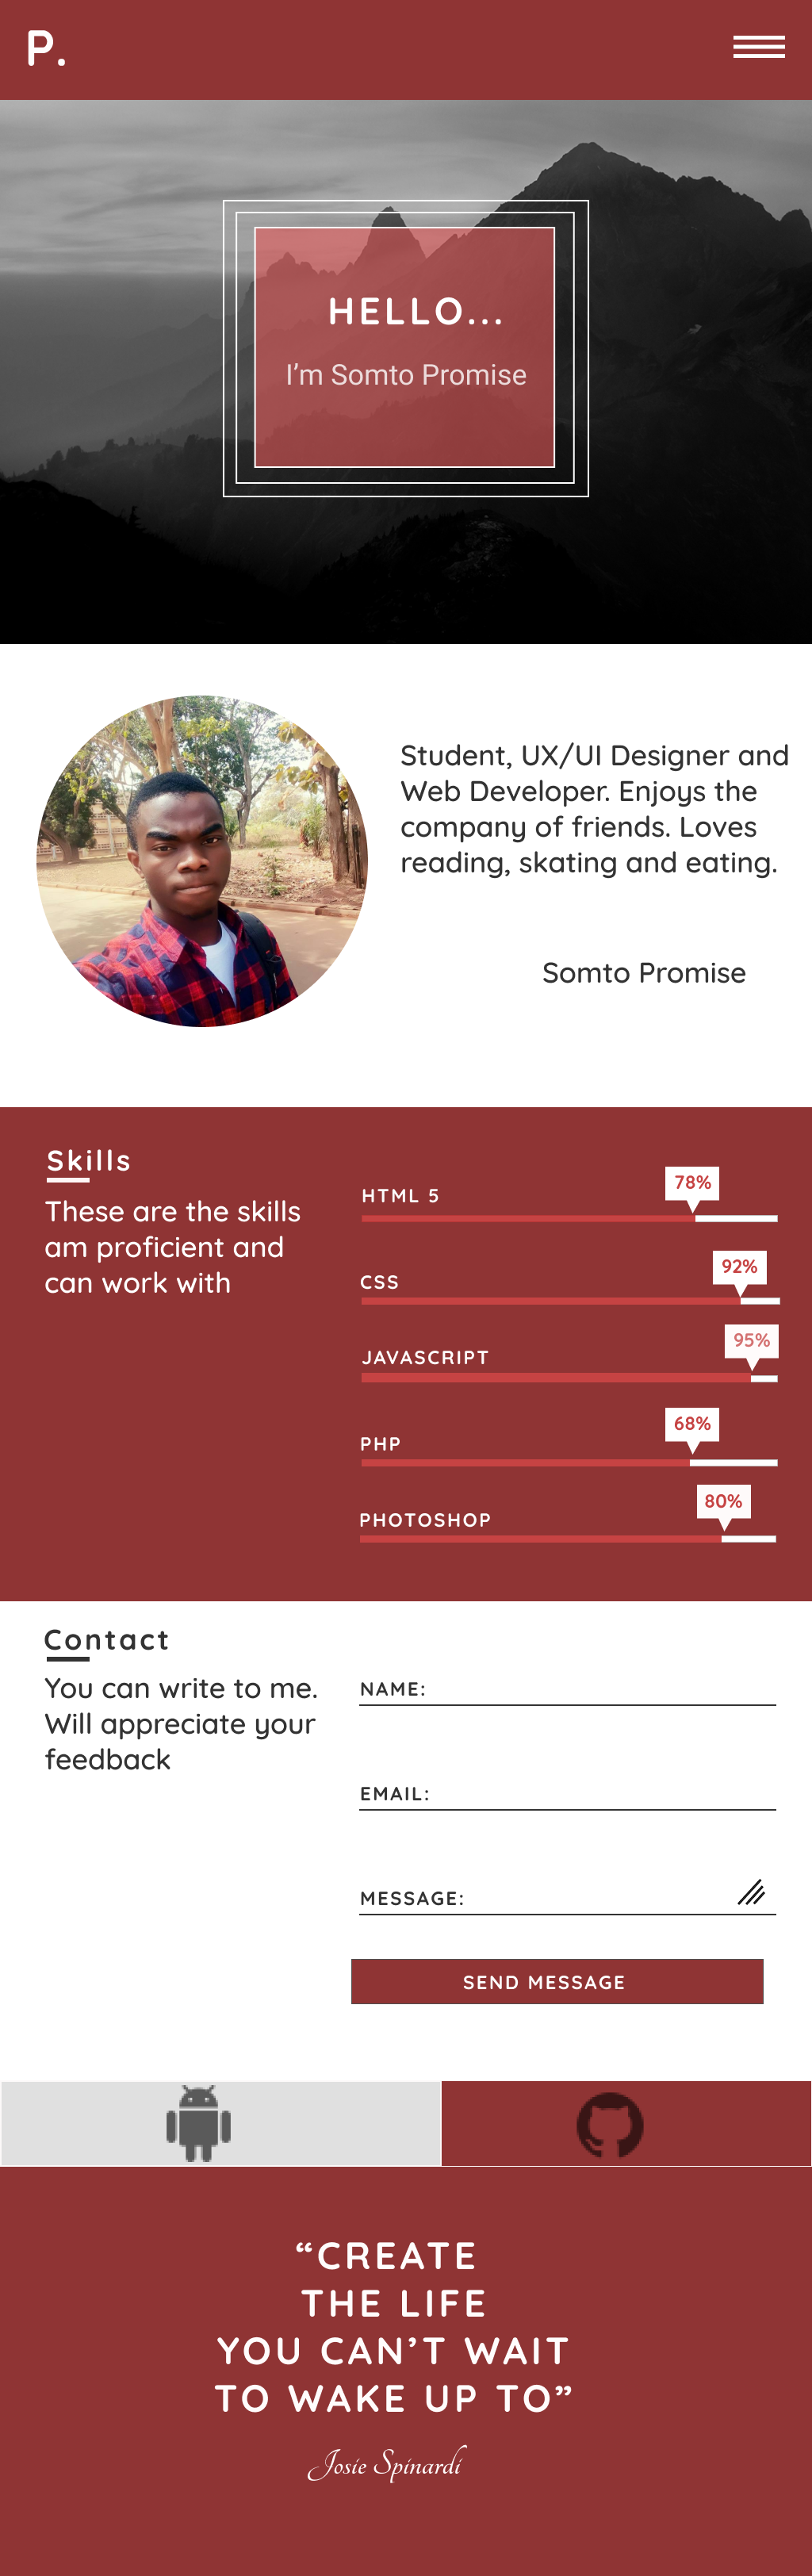 P.
HELLO...
I’m Somto Promise
Student, UX/UI Designer and
Web Developer. Enjoys the
company of friends. Loves
reading, skating and eating.
Somto Promise
Skills
These are the skills
am proficient and
can work with
HTML 5
78%
CSS
92%
JAVASCRIPT
95%
PHP
68%
PHOTOSHOP
80%
Contact
You can write to me.
Will appreciate your
feedback
NAME:
EMAIL:
MESSAGE:
SEND MESSAGE
“CREATE
THE LIFE
YOU CAN’T WAIT
TO WAKE UP TO”
Josie Spinardi